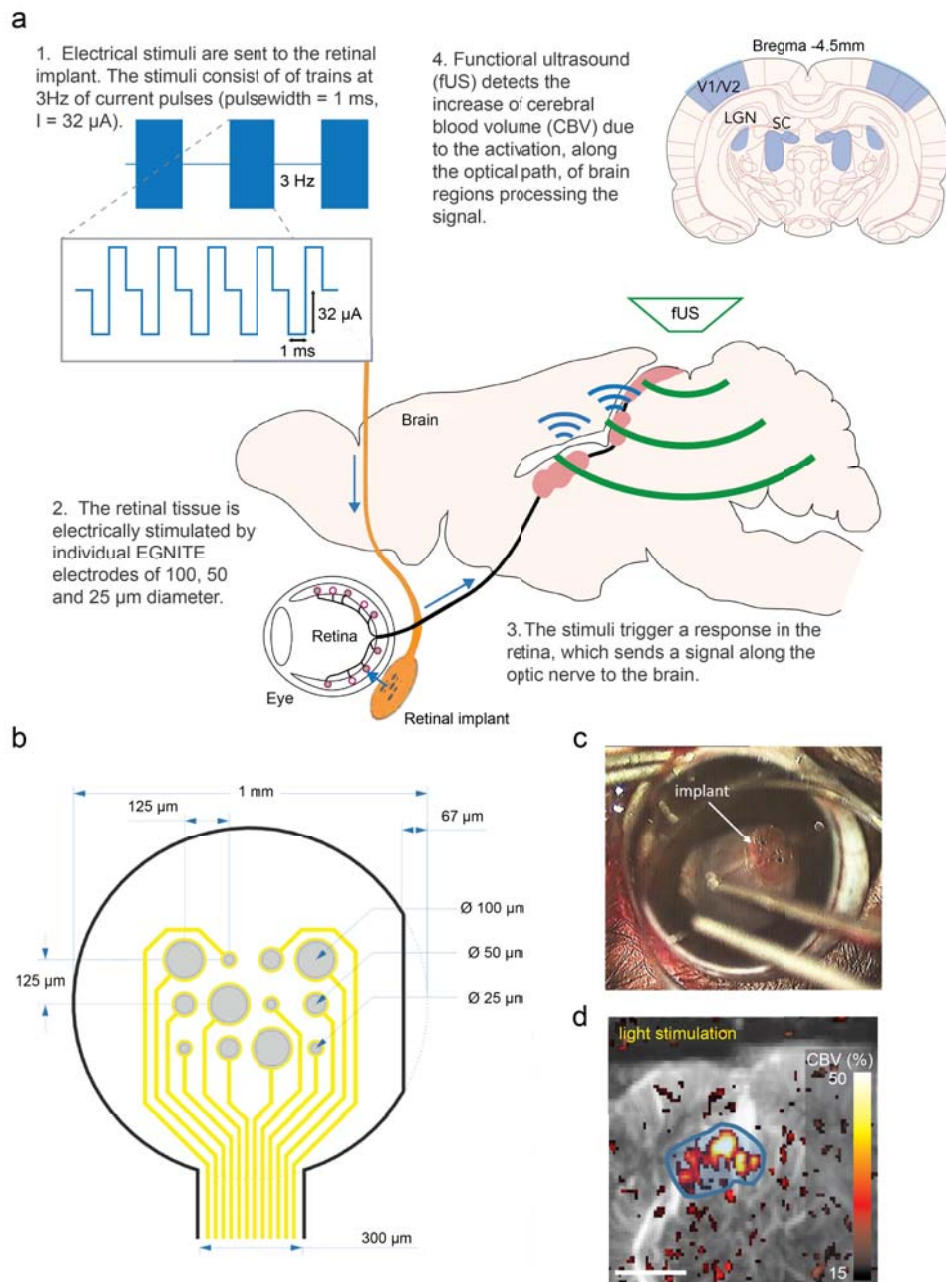 a
1. Electrical stimuli are sent to the retinal
implant. The stimuli consist of of trains at
3Hz of current pulses (pulsewidth = 1 ms,
I = 32 µA).
3 Hz
32 µA
1 ms
4. Functional ultrasound
(fUS) detects the
increase of cerebral
blood volume (CBV) due
to the activation, along
the optical path, of brain
regions processing the
signal.
Bregma -4.5mm
V1/V2
LGN
SC
fUS
Brain
2. The retinal tissue is
electrically stimulated by
individual EGNITE
electrodes of 100, 50
and 25 µm diameter.
Retina
Eye
Retinal implant
3. The stimuli trigger a response in the
retina, which sends a signal along the
optic nerve to the brain.
b
1 mm
125 µm
67 µm
Ø 100 µm
Ø 50 µm
Ø 25 µm
125 µm
300 µm
c
implant
d
light stimulation
CBV (%)
50
15